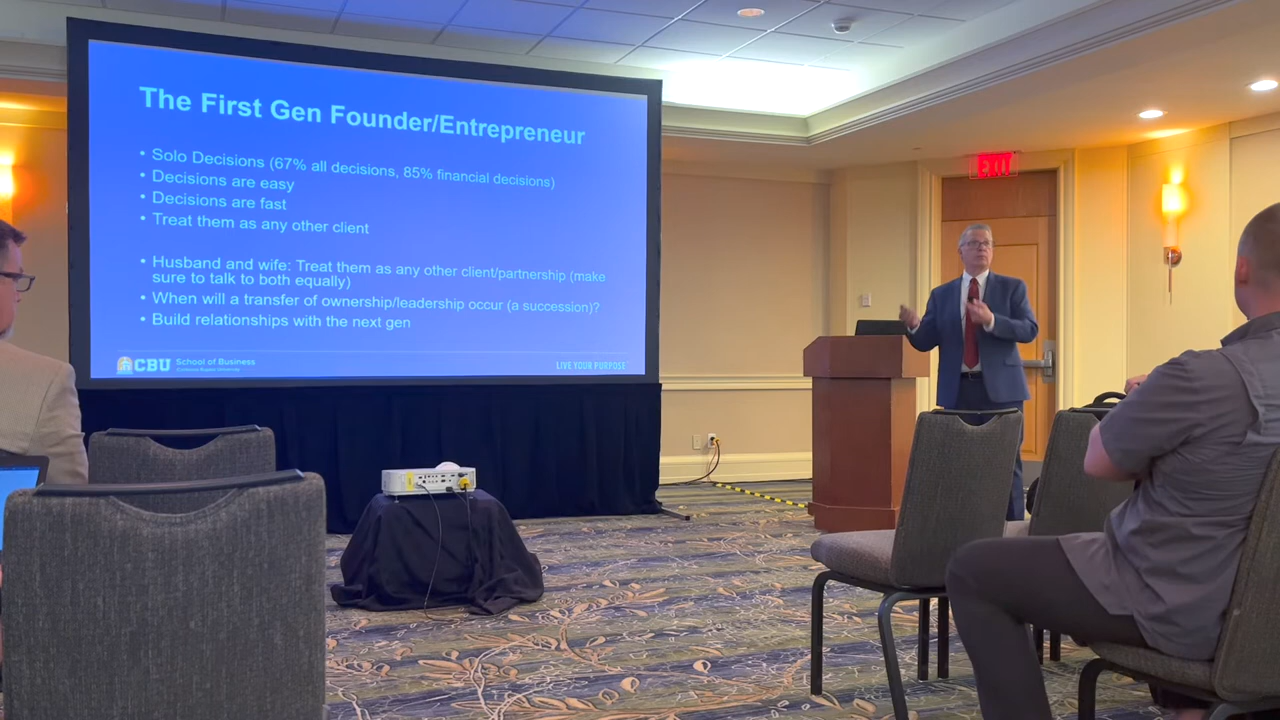 The First Gen Founder/Entrepreneur
• Solo Decisions (67% all decisions, 85% financial decisions)
• Decisions are easy
• Decisions are fast
• Treat them as any other client
• Husband and wife: Treat them as any other client/partnership (make
sure to talk to both equally)
• When will a transfer of ownership/leadership occur (a succession)?
• Build relationships with the next gen
CBU School of Business
California Baptist University
LIVE YOUR PURPOSE
EXIT